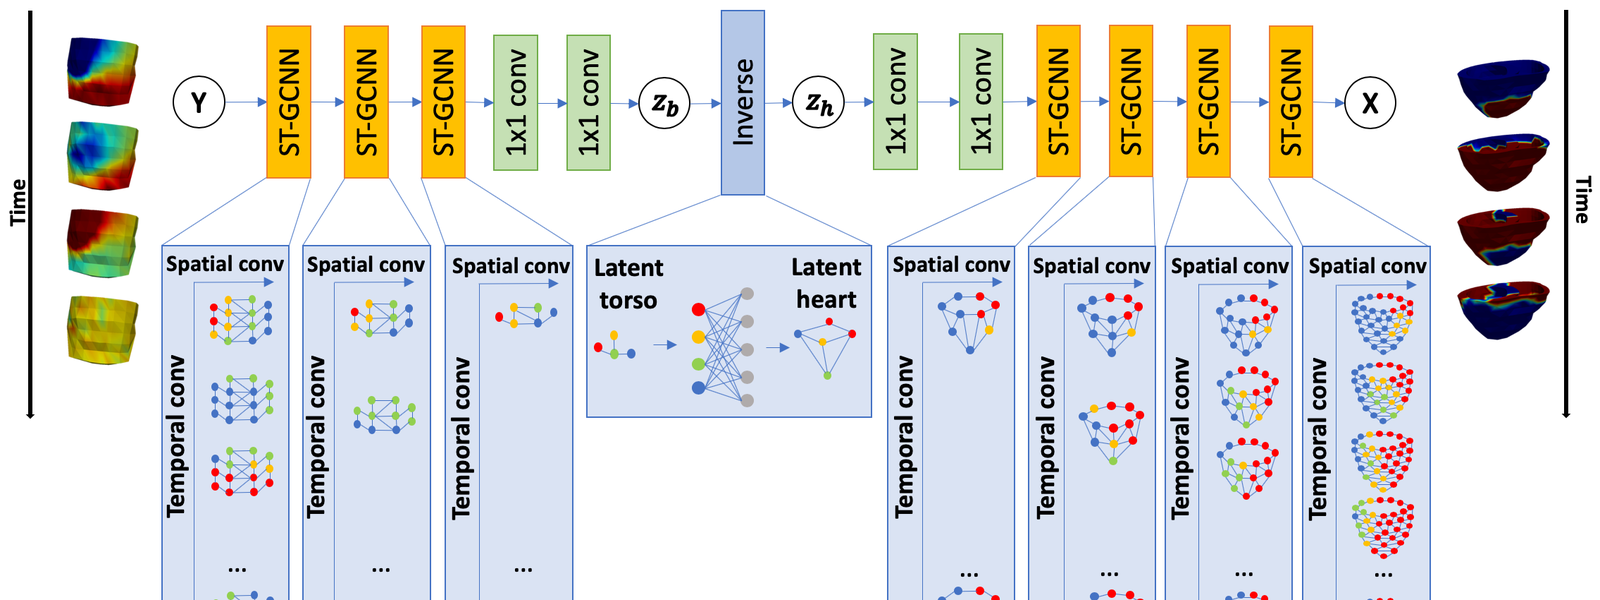 Time
Y
ST-GCNN
ST-GCNN
ST-GCNN
1x1 conv
1x1 conv
z_b
Inverse
z_h
1x1 conv
1x1 conv
ST-GCNN
ST-GCNN
ST-GCNN
ST-GCNN
X
Time
Spatial conv
Temporal conv
...
Spatial conv
Temporal conv
...
Spatial conv
Temporal conv
...
Latent
torso
Latent
heart
Spatial conv
Temporal conv
...
Spatial conv
Temporal conv
...
Spatial conv
Temporal conv
...
Spatial conv
Temporal conv
...